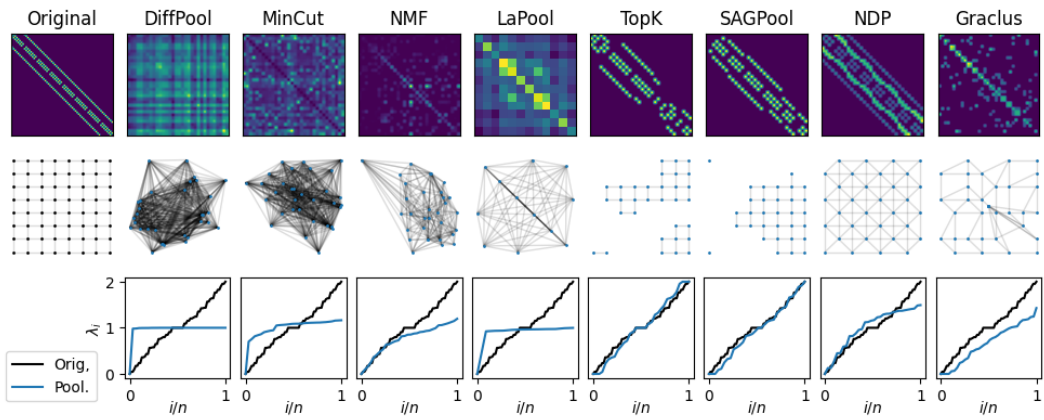 Original DiffPool MinCut NMF LaPool TopK SAGPool NDP Graclus
2
1
0
λi
Orig,
Pool.
0 1 0 1 0 1 0 1 0 1 0 1 0 1 0 1
i/n i/n i/n i/n i/n i/n i/n i/n